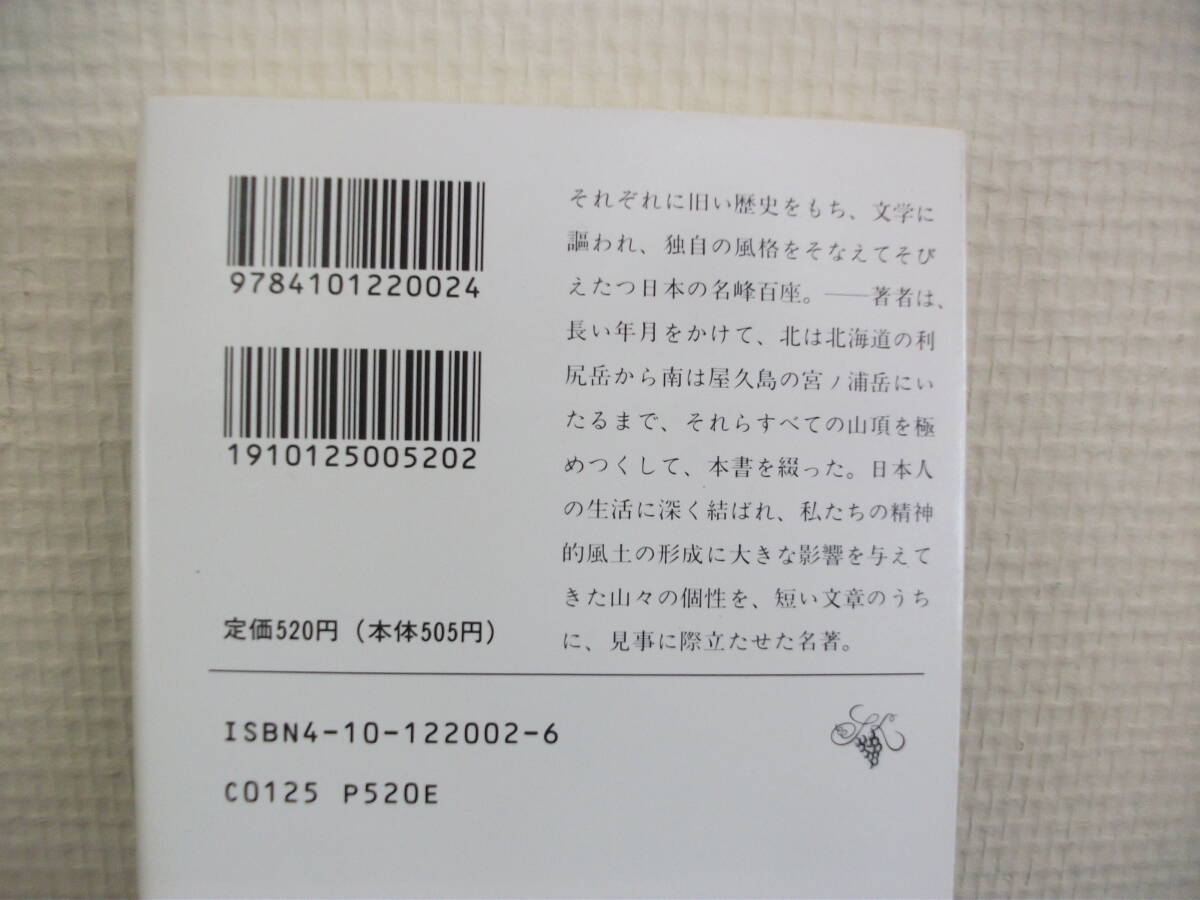 9784101220024
1910125005202
定価520円(本体505円)
それぞれに旧い歴史をもち、文学に
謳われ、独自の風格をそなえてそび
えたつ日本の名峰百座。――著者は、
長い年月をかけて、北は北海道の利
尻岳から南は屋久島の宮ノ浦岳にい
たるまで、それらすべての山頂を極
めつくして、本書を綴った。日本人
の生活に深く結ばれ、私たちの精神
的風土の形成に大きな影響を与えて
きた山々の個性を、短い文章のうち
に、見事に際立たせた名著。
ISBN4-10-122002-6
C0125 P520E